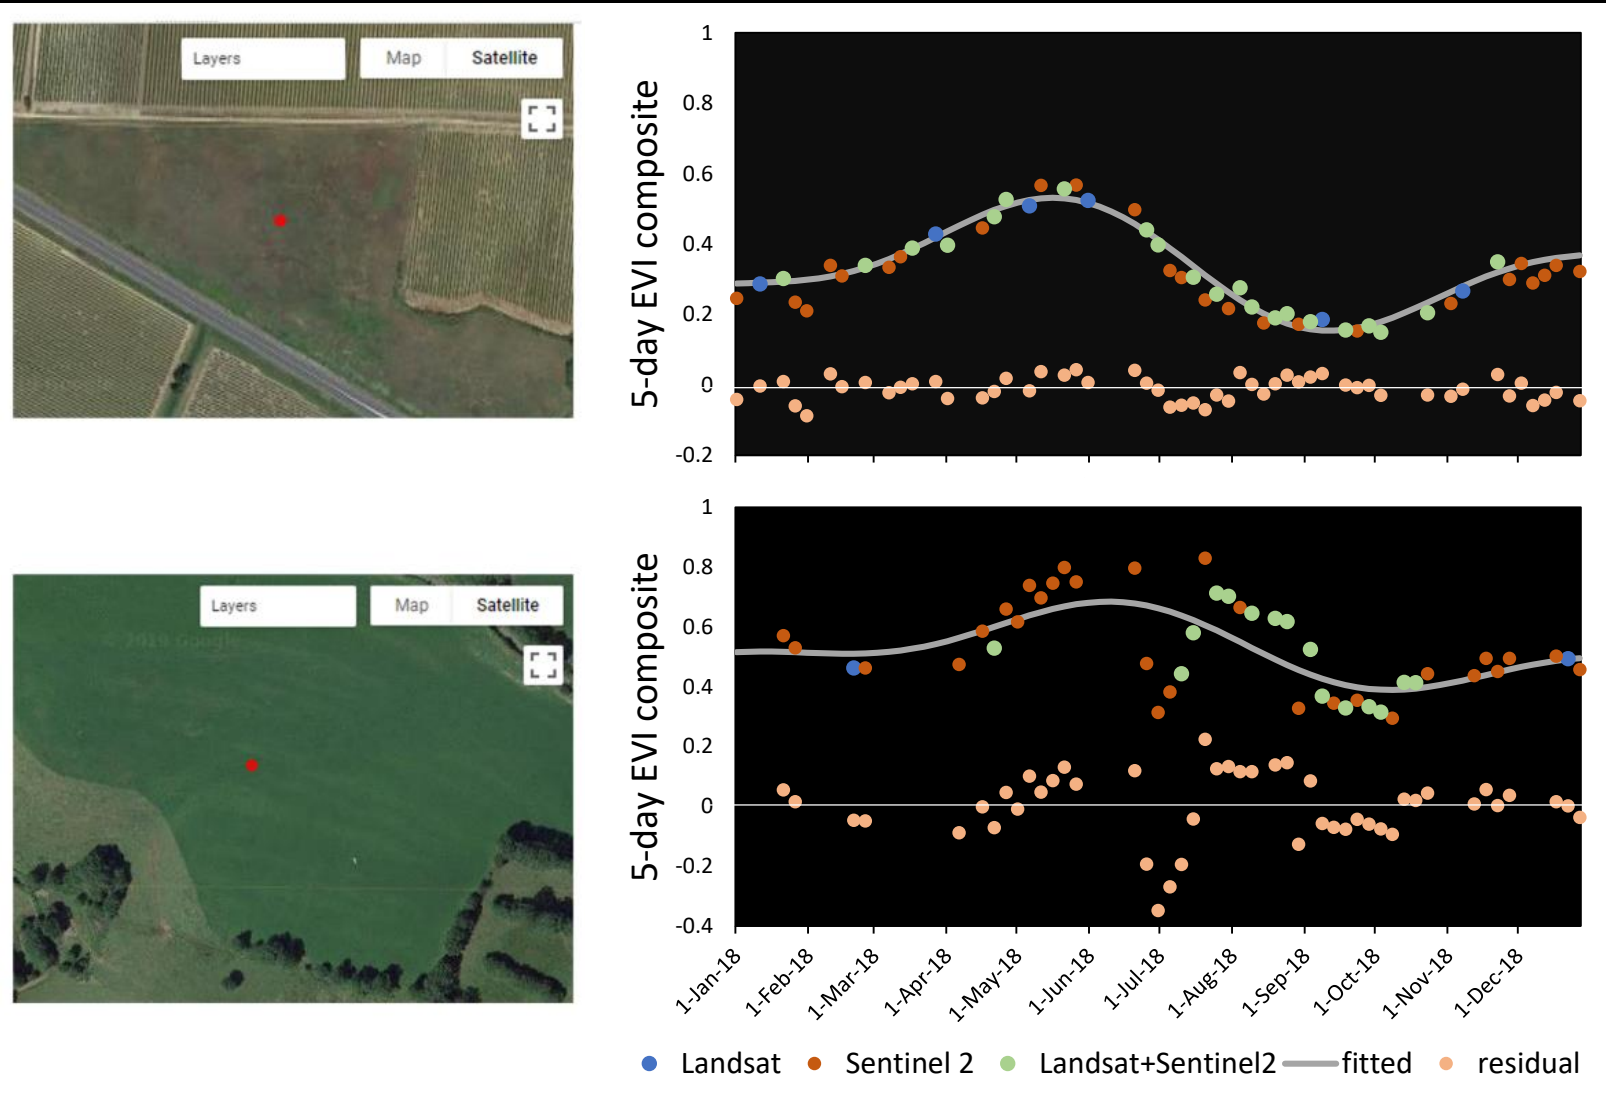 Layers
Map
Satellite
5-day EVI composite
1
0.8
0.6
0.4
0.2
0
-0.2
Layers
Map
Satellite
© 2019 Google
5-day EVI composite
1
0.8
0.6
0.4
0.2
0
-0.2
-0.4
1-Jan-18
1-Feb-18
1-Mar-18
1-Apr-18
1-May-18
1-Jun-18
1-Jul-18
1-Aug-18
1-Sep-18
1-Oct-18
1-Nov-18
1-Dec-18
Landsat
Sentinel 2
Landsat+Sentinel2
fitted
residual